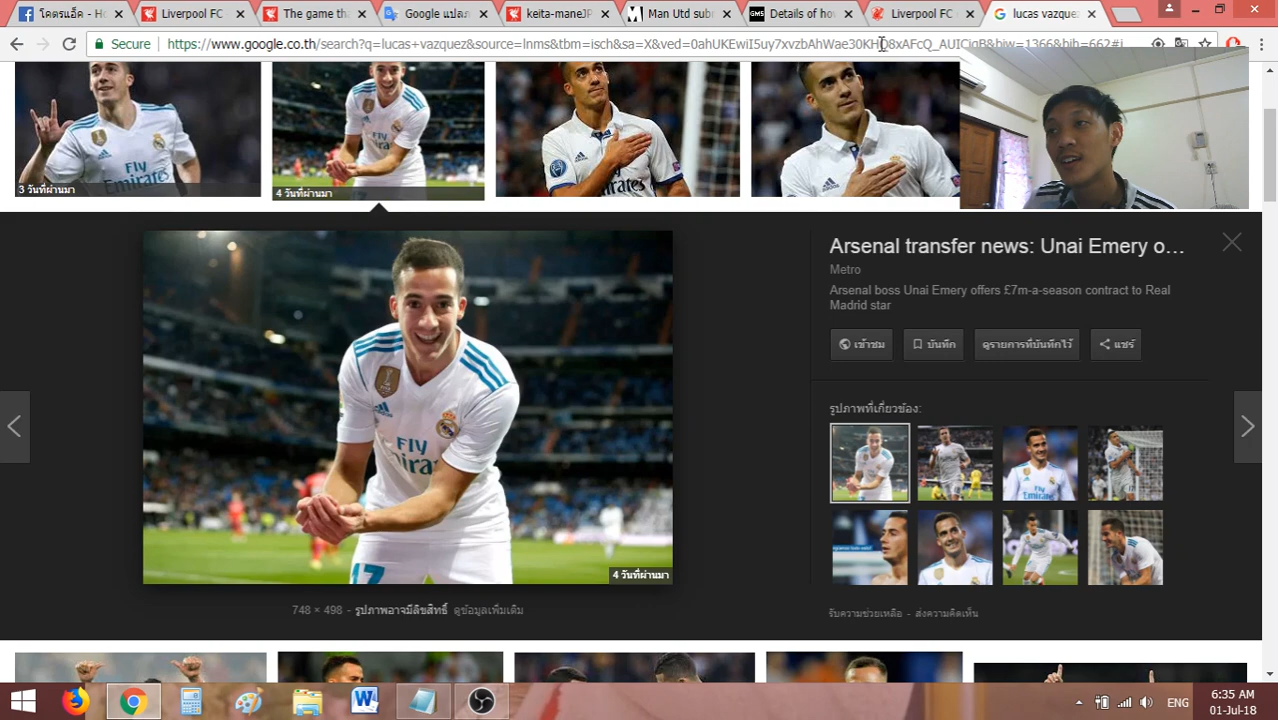 โคตรแอ็ค - Ho
Liverpool FC
The game tha
Google แปลภ
keita-maneJP
Man Utd subr
Details of how
Liverpool FC
lucas vazque
Secure
https://www.google.co.th/search?q=lucas+vazquez&source=lnms&tbm=isch&sa=X&ved=0ahUKEwiI5uy7xvzbAhWae30KHQ8xAFcQ_AUICigB&biw=1366&bih=662#i...
3 วันที่ผ่านมา
4 วันที่ผ่านมา
Fly
Emirates
Arsenal transfer news: Unai Emery o...
Metro
Arsenal boss Unai Emery offers £7m-a-season contract to Real
Madrid star
เข้าชม
บันทึก
ดูรายการที่บันทึกไว้
แชร์
รูปภาพที่เกี่ยวข้อง:
Fly
17
4 วันที่ผ่านมา
748 × 498 - รูปภาพอาจมีลิขสิทธิ์ ดูข้อมูลเพิ่มเติม
รับความช่วยเหลือ - ส่งความคิดเห็น
ENG
6:35 AM
01-Jul-18